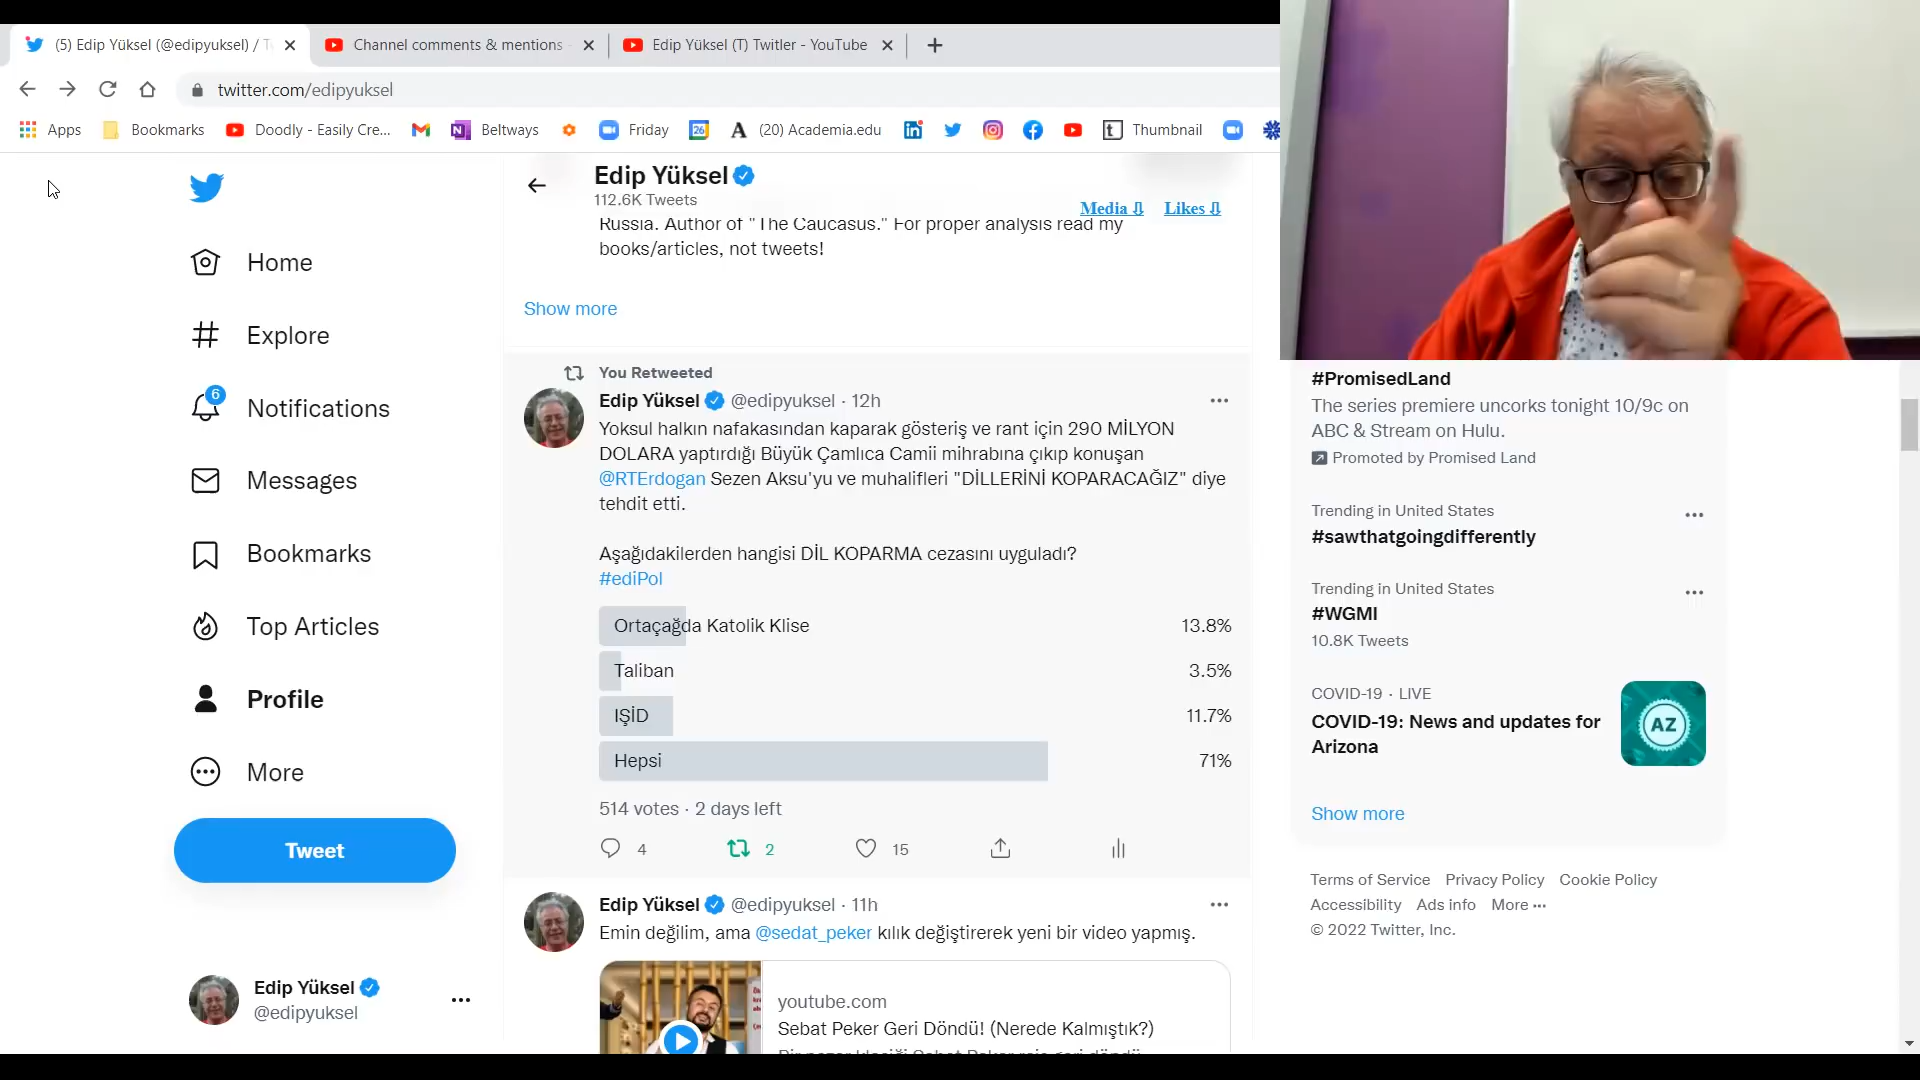 (5) Edip Yüksel (@edipyuksel) / T
Channel comments & mentions
Edip Yüksel (T) Twitler - YouTube
twitter.com/edipyuksel
Apps
Bookmarks
Doodly - Easily Cre...
Beltways
Friday
26
(20) Academia.edu
Thumbnail
Edip Yüksel
112.6K Tweets
Media ⇩
Likes ⇩
Russia. Author of "The Caucasus." For proper analysis read my
books/articles, not tweets!
Show more
Home
Explore
6
Notifications
Messages
Bookmarks
Top Articles
Profile
More
Tweet
Edip Yüksel
@edipyuksel
You Retweeted
Edip Yüksel @edipyuksel · 12h
Yoksul halkın nafakasından kaparak gösteriş ve rant için 290 MİLYON
DOLARA yaptırdığı Büyük Çamlıca Camii mihrabına çıkıp konuşan
@RTErdogan Sezen Aksu'yu ve muhalifleri "DİLLERİNİ KOPARACAĞIZ" diye
tehdit etti.
Aşağıdakilerden hangisi DİL KOPARMA cezasını uyguladı?
#ediPol
Ortaçağda Katolik Klise 13.8%
Taliban 3.5%
IŞİD 11.7%
Hepsi 71%
514 votes · 2 days left
4 2 15
Edip Yüksel @edipyuksel · 11h
Emin değilim, ama @sedat_peker kılık değiştirerek yeni bir video yapmış.
youtube.com
Sebat Peker Geri Döndü! (Nerede Kalmıştık?)
#PromisedLand
The series premiere uncorks tonight 10/9c on
ABC & Stream on Hulu.
Promoted by Promised Land
Trending in United States
#sawthatgoingdifferently
Trending in United States
#WGMI
10.8K Tweets
COVID-19 · LIVE
COVID-19: News and updates for
Arizona
AZ
Show more
Terms of Service Privacy Policy Cookie Policy
Accessibility Ads info More ···
© 2022 Twitter, Inc.